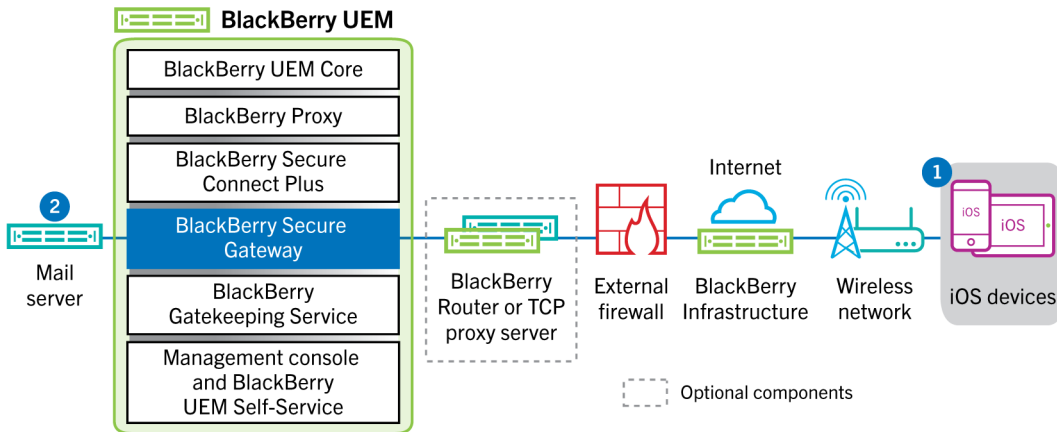 BlackBerry UEM
BlackBerry UEM Core
BlackBerry Proxy
BlackBerry Secure
Connect Plus
BlackBerry Secure
Gateway
BlackBerry
Gatekeeping Service
Management console
and BlackBerry
UEM Self-Service
2
Mail
server
BlackBerry
Router or TCP
proxy server
External
firewall
Internet
BlackBerry
Infrastructure
Wireless
network
1
iOS
iOS
iOS devices
Optional components